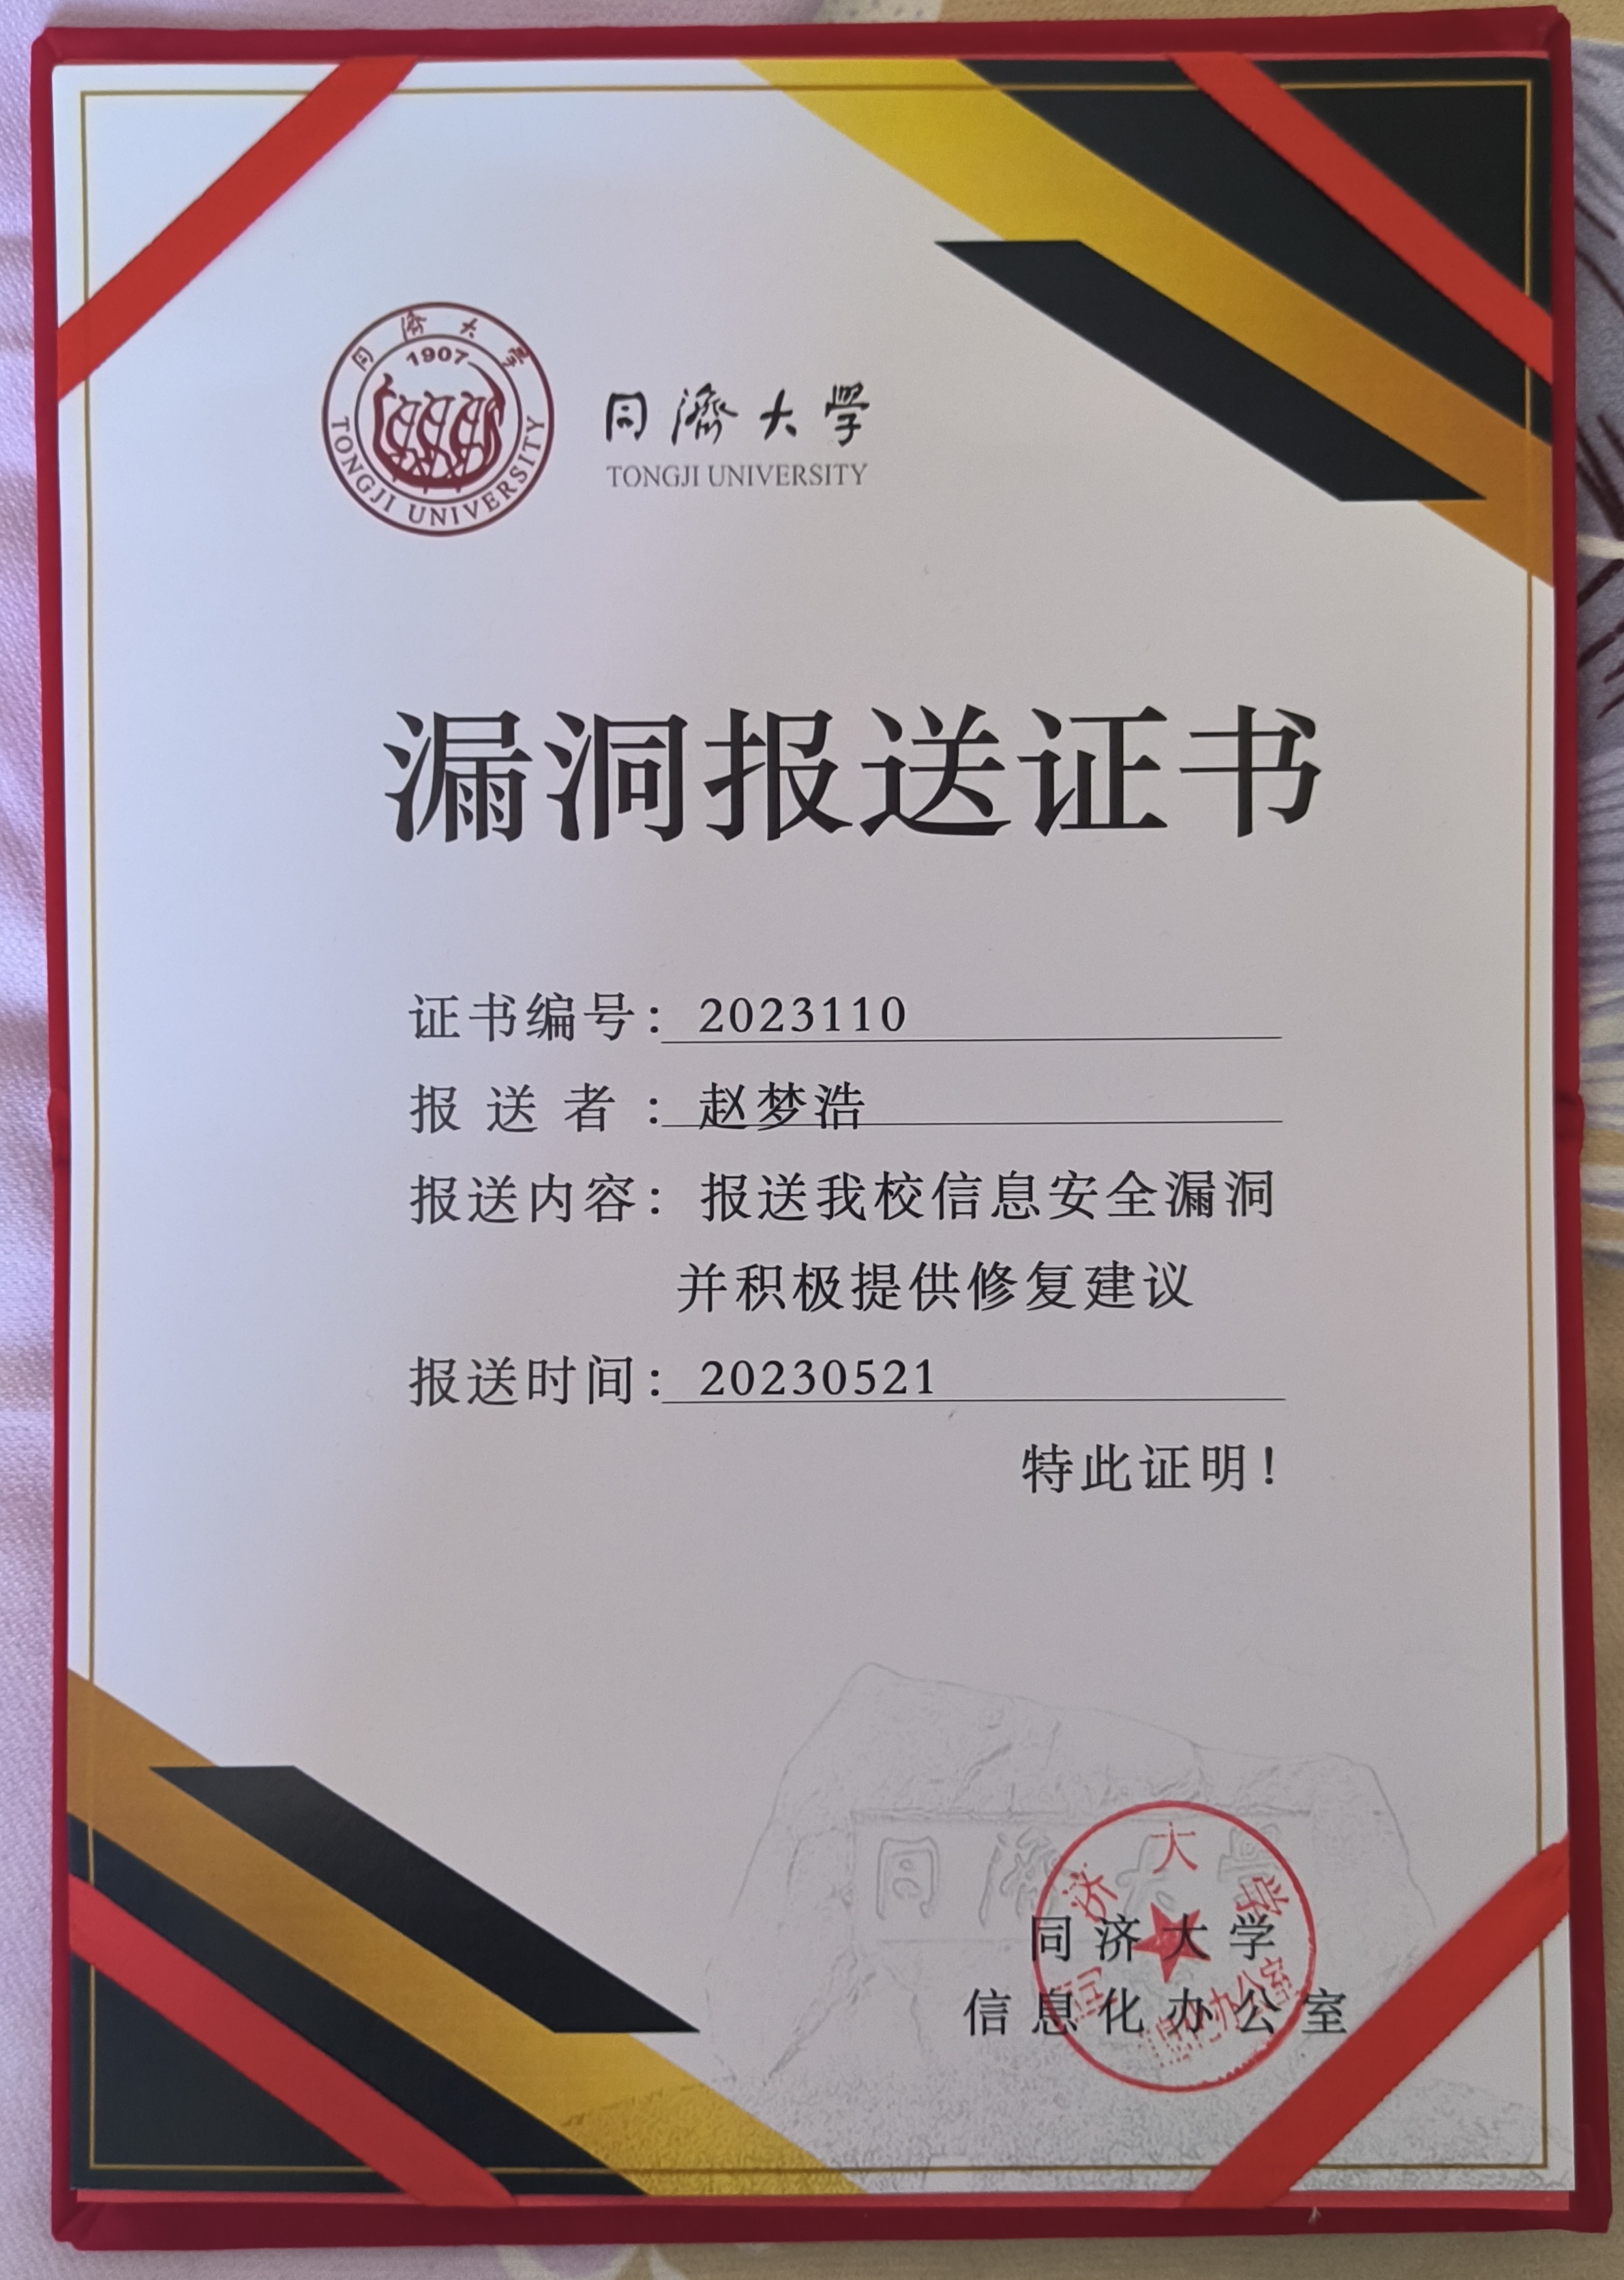 同濟大学
1907
TONGJI UNIVERSITY
同濟大学
TONGJI UNIVERSITY
漏洞报送证书
证书编号： 2023110
报送者： 赵梦浩
报送内容： 报送我校信息安全漏洞
并积极提供修复建议
报送时间： 20230521
特此证明！
同濟大学
同济大学
同济大学
信息化办公室
信息化办公室